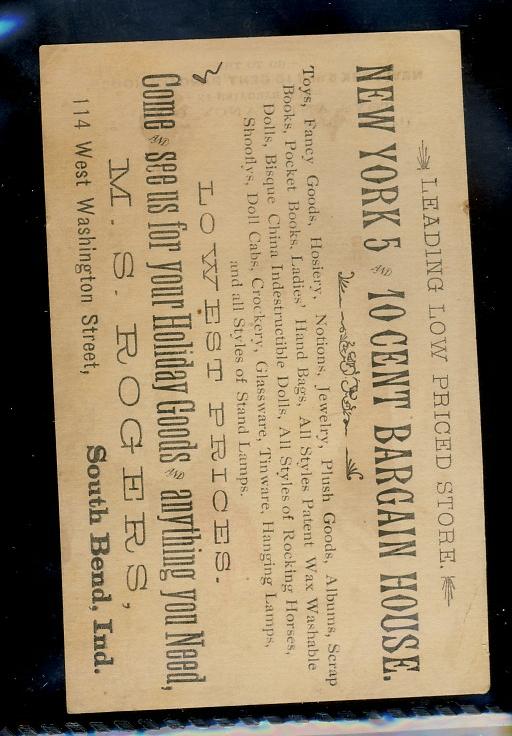 LEADING LOW PRICED STORE.
NEW YORK 5 AND 10 CENT BARGAIN HOUSE.
Toys, Fancy Goods, Hosiery, Notions, Jewelry, Plush Goods, Albums, Scrap
Books, Pocket Books, Ladies' Hand Bags, All Styles Patent Wax Washable
Dolls, Bisque China Indestructible Dolls, All Styles of Rocking Horses,
Shooflys, Doll Cabs, Crockery, Glassware, Tinware, Hanging Lamps,
and all Styles of Stand Lamps.
LOWEST PRICES.
Come AND see us for your Holiday Goods AND anything you Need,
M. S. ROGERS,
114 West Washington Street, South Bend, Ind.